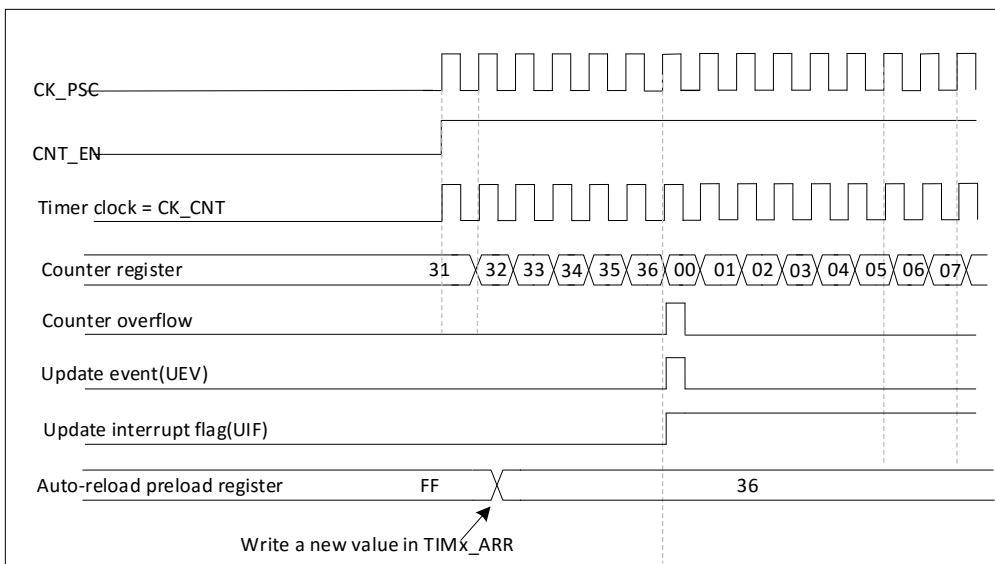 CK_PSC
CNT_EN
Timer clock = CK_CNT
Counter register 31 32 33 34 35 36 00 01 02 03 04 05 06 07
Counter overflow
Update event(UEV)
Update interrupt flag(UIF)
Auto-reload preload register FF 36
Write a new value in TIMx_ARR